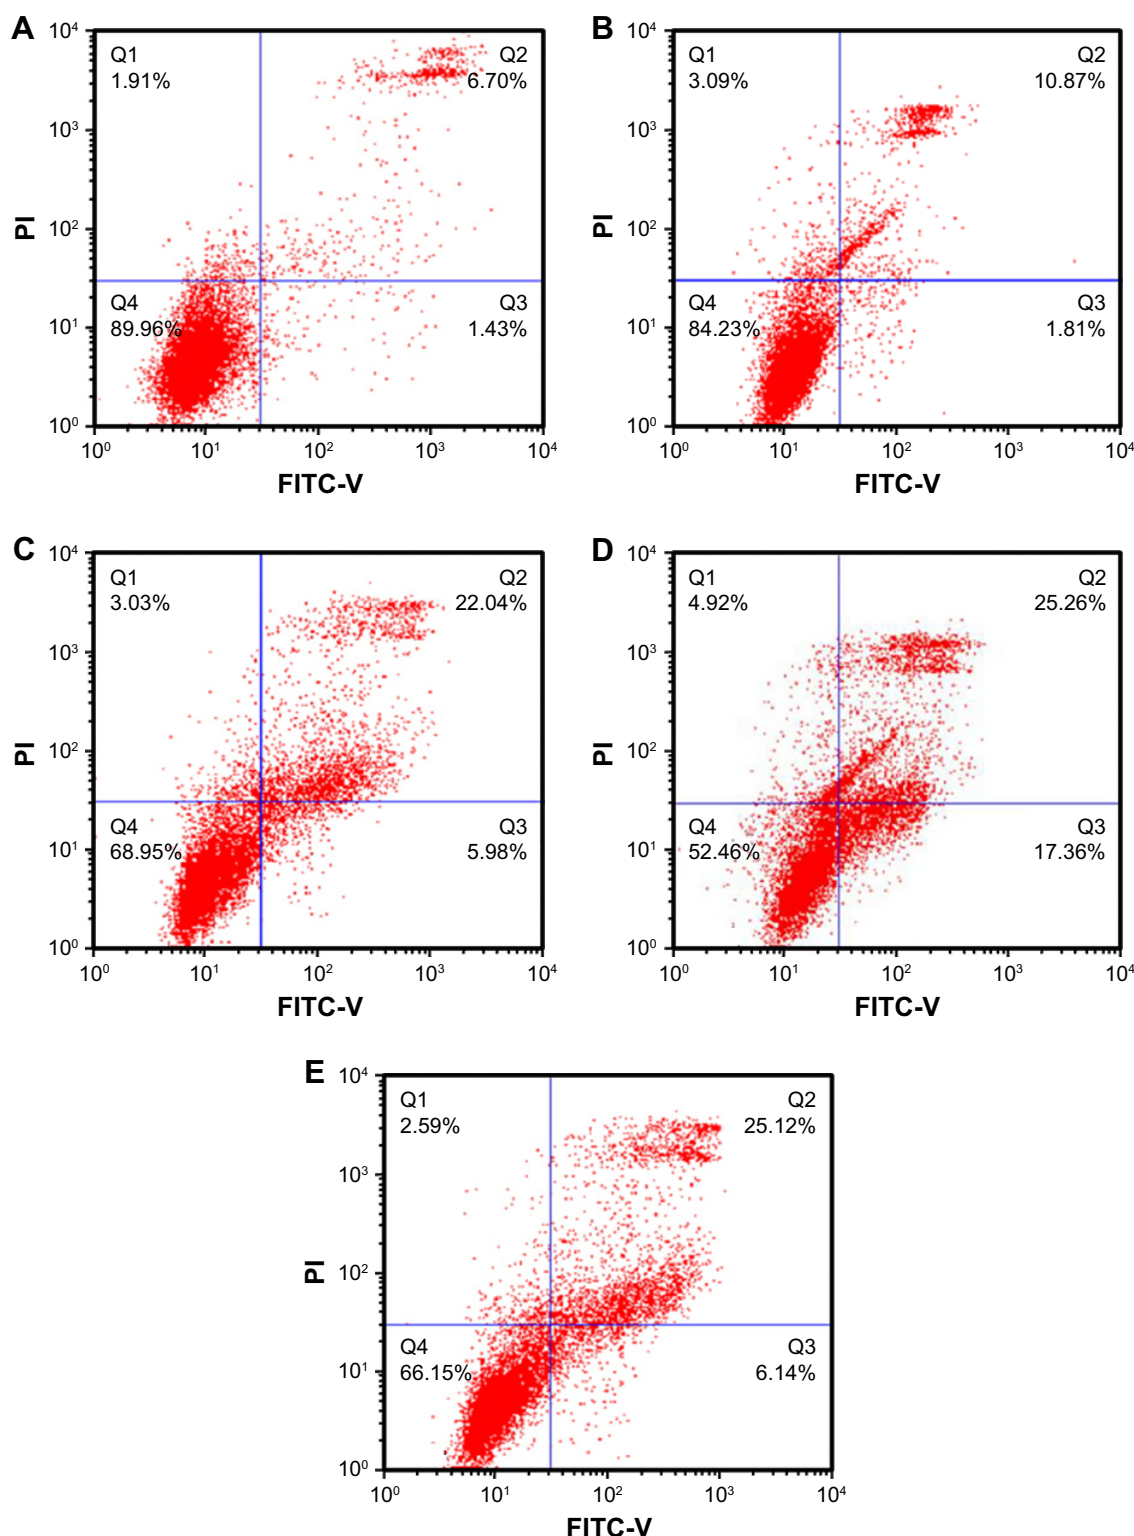 A
10⁴
Q1
1.91%
Q2
6.70%
10³
10²
PI
Q4
89.96%
Q3
1.43%
10¹
10⁰
10⁰ 10¹ 10² 10³ 10⁴
FITC-V
B
10⁴
Q1
3.09%
Q2
10.87%
10³
10²
PI
Q4
84.23%
Q3
1.81%
10¹
10⁰
10⁰ 10¹ 10² 10³ 10⁴
FITC-V
C
10⁴
Q1
3.03%
Q2
22.04%
10³
10²
PI
Q4
68.95%
Q3
5.98%
10¹
10⁰
10⁰ 10¹ 10² 10³ 10⁴
FITC-V
D
10⁴
Q1
4.92%
Q2
25.26%
10³
10²
PI
Q4
52.46%
Q3
17.36%
10¹
10⁰
10⁰ 10¹ 10² 10³ 10⁴
FITC-V
E
10⁴
Q1
2.59%
Q2
25.12%
10³
10²
PI
Q4
66.15%
Q3
6.14%
10¹
10⁰
10⁰ 10¹ 10² 10³ 10⁴
FITC-V